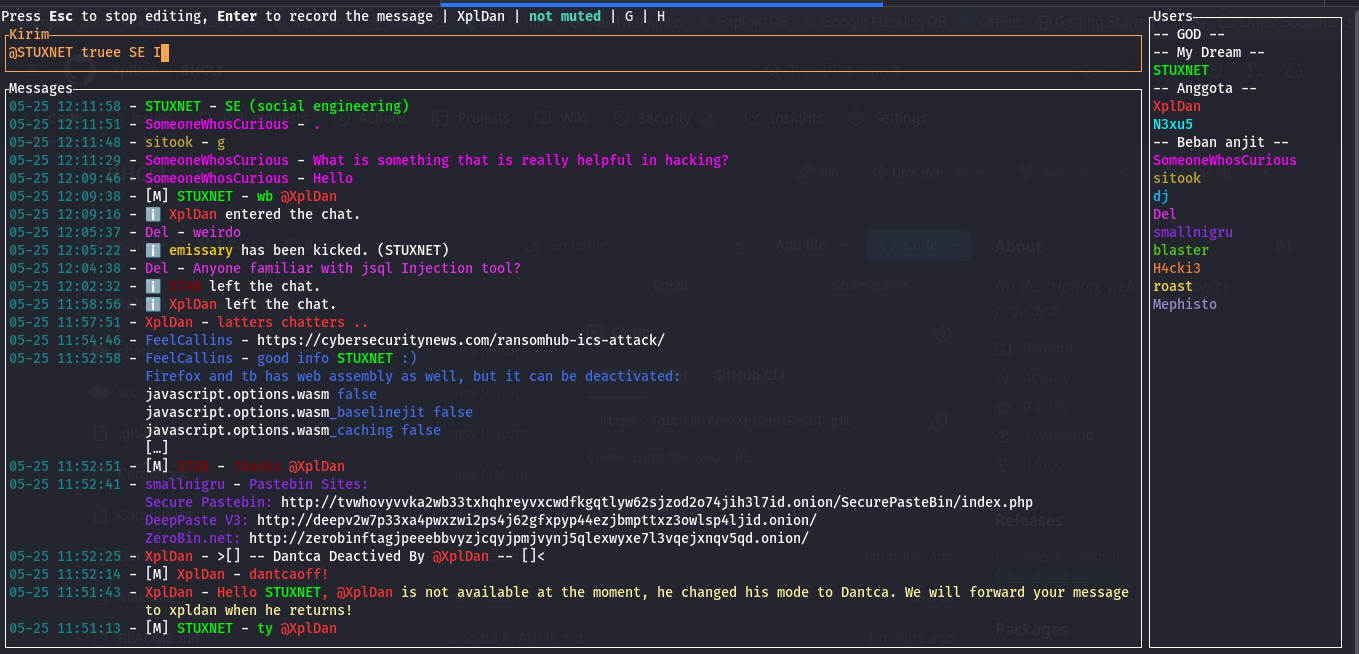 Press Esc to stop editing, Enter to record the message | XplDan | not muted | G | H
Kirim
@STUXNET truee SE I
Messages
05-25 12:11:58 - STUXNET - SE (social engineering)
05-25 12:11:51 - SomeoneWhosCurious - .
05-25 12:11:48 - sitook - g
05-25 12:11:29 - SomeoneWhosCurious - What is something that is really helpful in hacking?
05-25 12:09:46 - SomeoneWhosCurious - Hello
05-25 12:09:38 - [M] STUXNET - wb @XplDan
05-25 12:09:16 - ℹ️ XplDan entered the chat.
05-25 12:05:37 - Del - weirdo
05-25 12:05:22 - ℹ️ emissary has been kicked. (STUXNET)
05-25 12:04:38 - Del - Anyone familiar with jsql Injection tool?
05-25 12:02:32 - ℹ️ STAB left the chat.
05-25 11:58:56 - ℹ️ XplDan left the chat.
05-25 11:57:51 - XplDan - latters chatters ..
05-25 11:54:46 - FeelCallins - https://cybersecuritynews.com/ransomhub-ics-attack/
05-25 11:52:58 - FeelCallins - good info STUXNET :)
Firefox and tb has web assembly as well, but it can be deactivated:
javascript.options.wasm false
javascript.options.wasm_baselinejit false
javascript.options.wasm_caching false
[…]
05-25 11:52:51 - [M] STAB - thanks @XplDan
05-25 11:52:41 - smallnigru - Pastebin Sites:
Secure Pastebin: http://tvwhovyvvka2wb33txhqhreyvxcwdfkgqtlyw62sjzod2o74jih3l7id.onion/SecurePasteBin/index.php
DeepPaste V3: http://deepv2w7p33xa4pwxzwi2ps4j62gfxpyp44ezjbmpttxz3owlsp4ljid.onion/
ZeroBin.net: http://zerobinftagjpeeebbvyzjcqyjpmjvynj5qlexwyxe7l3vqejxnqv5qd.onion/
05-25 11:52:25 - XplDan - >[] -- Dantca Deactived By @XplDan -- []<
05-25 11:52:14 - [M] XplDan - dantcaoff!
05-25 11:51:43 - XplDan - Hello STUXNET, @XplDan is not available at the moment, he changed his mode to Dantca. We will forward your message
to xpldan when he returns!
05-25 11:51:13 - [M] STUXNET - ty @XplDan
Users
-- GOD --
-- My Dream --
STUXNET
-- Anggota --
XplDan
N3xu5
-- Beban anjit --
SomeoneWhosCurious
sitook
dj
Del
smallnigru
blaster
H4cki3
roast
Mephisto